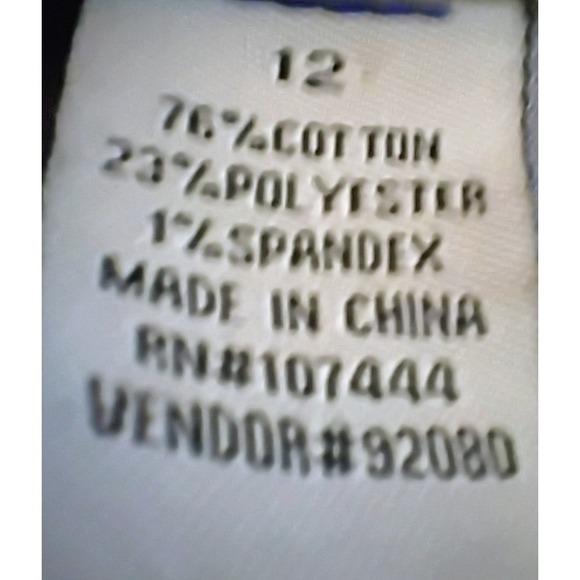 12
76%COTTON
23%POLYESTER
1%SPANDEX
MADE IN CHINA
RN#107444
VENDOR#92080